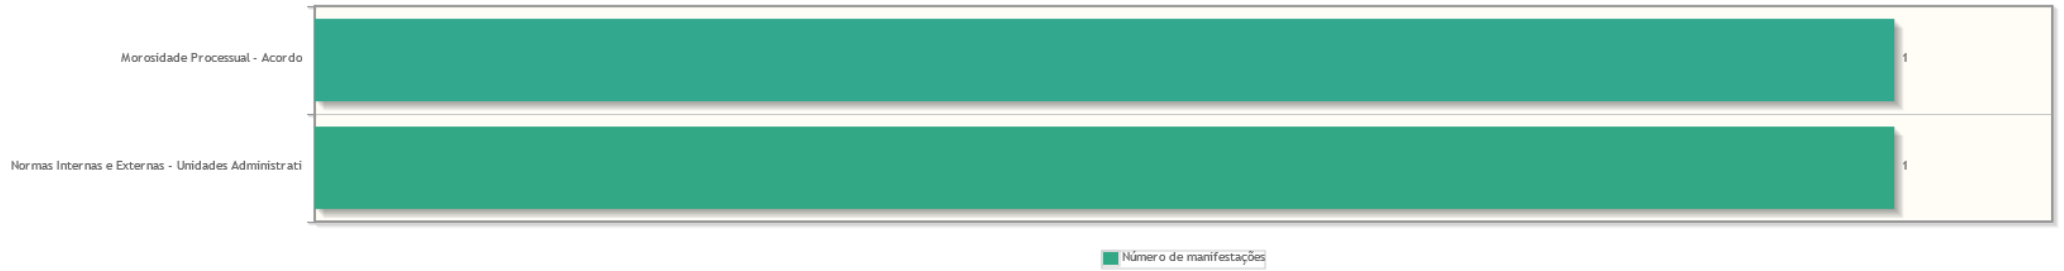 Morosidade Processual - Acordo
1
Normas Internas e Externas - Unidades Administrati
1
Número de manifestações